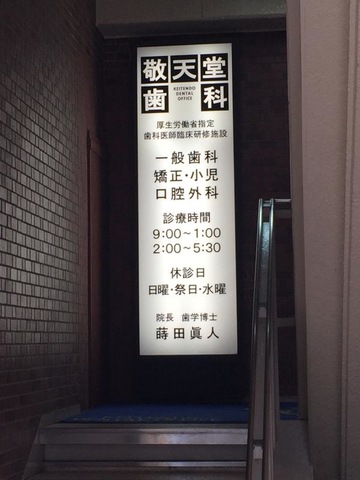 敬天堂
歯科
KEITENDO
DENTAL
OFFICE
厚生労働省指定
歯科医師臨床研修施設
一般歯科
矯正・小児
口腔外科
診療時間
9:00~1:00
2:00~5:30
休診日
日曜・祭日・水曜
院長 歯学博士
蒔田眞人